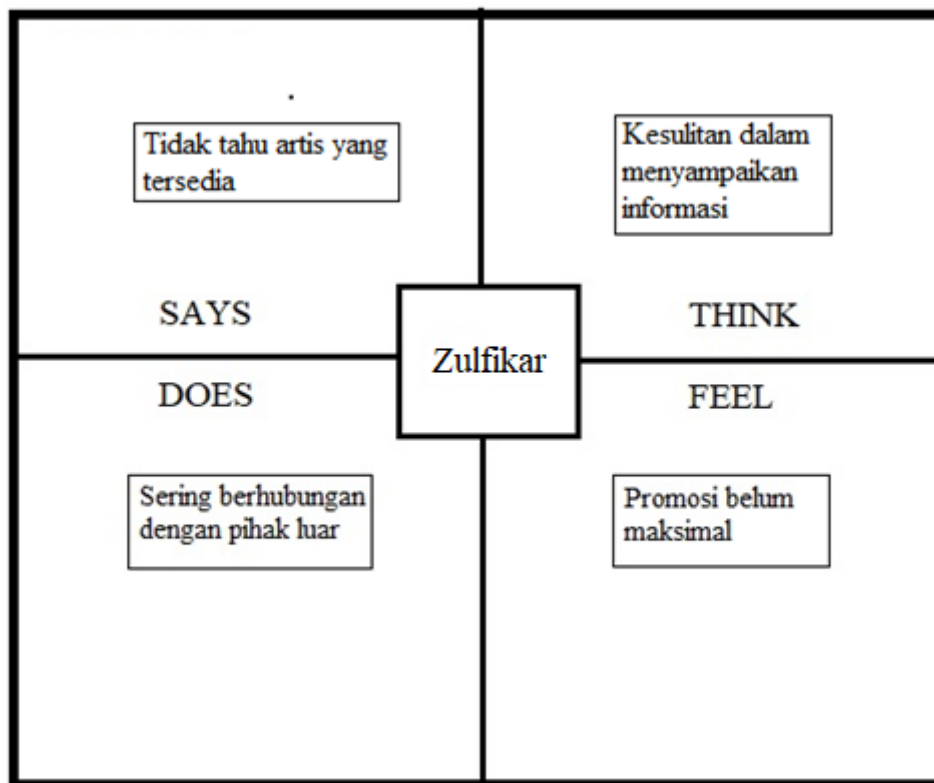 Tidak tahu artis yang
tersedia
Kesulitan dalam
menyampaikan
informasi
SAYS
THINK
Zulfikar
DOES
FEEL
Sering berhubungan
dengan pihak luar
Promosi belum
maksimal